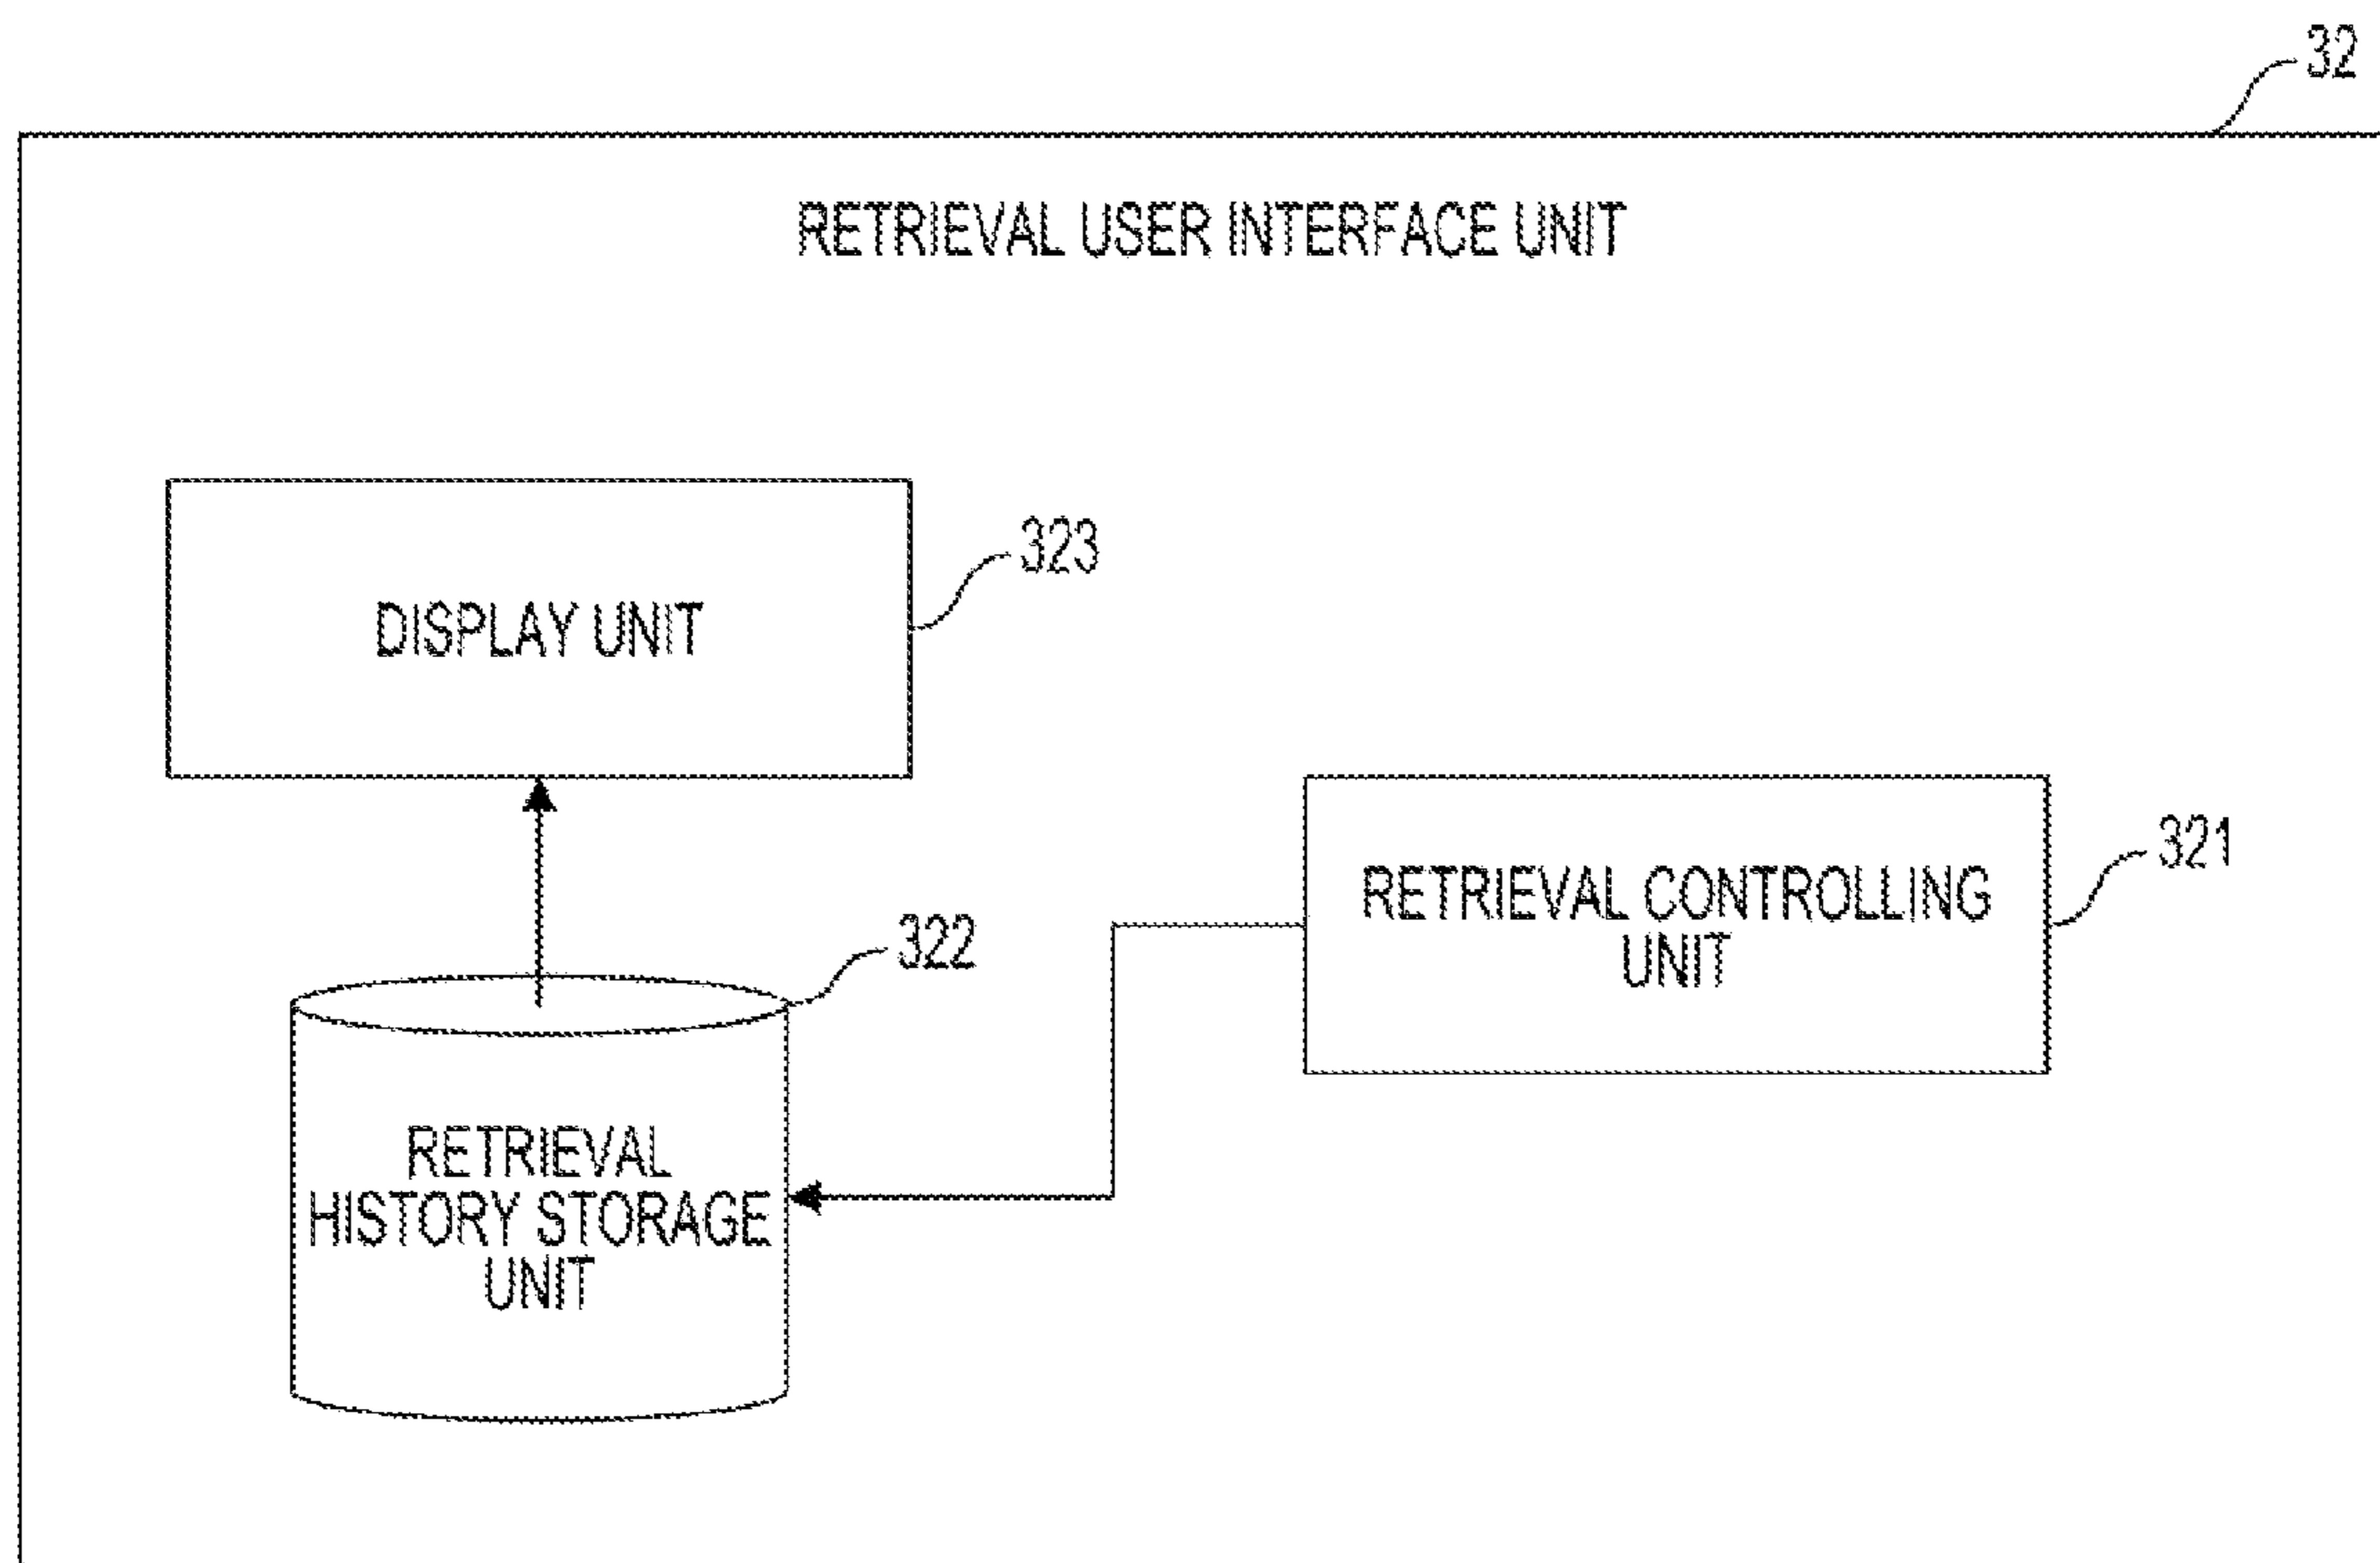 32
RETRIEVAL USER INTERFACE UNIT
323
DISPLAY UNIT
321
RETRIEVAL CONTROLLING
UNIT
322
RETRIEVAL
HISTORY STORAGE
UNIT